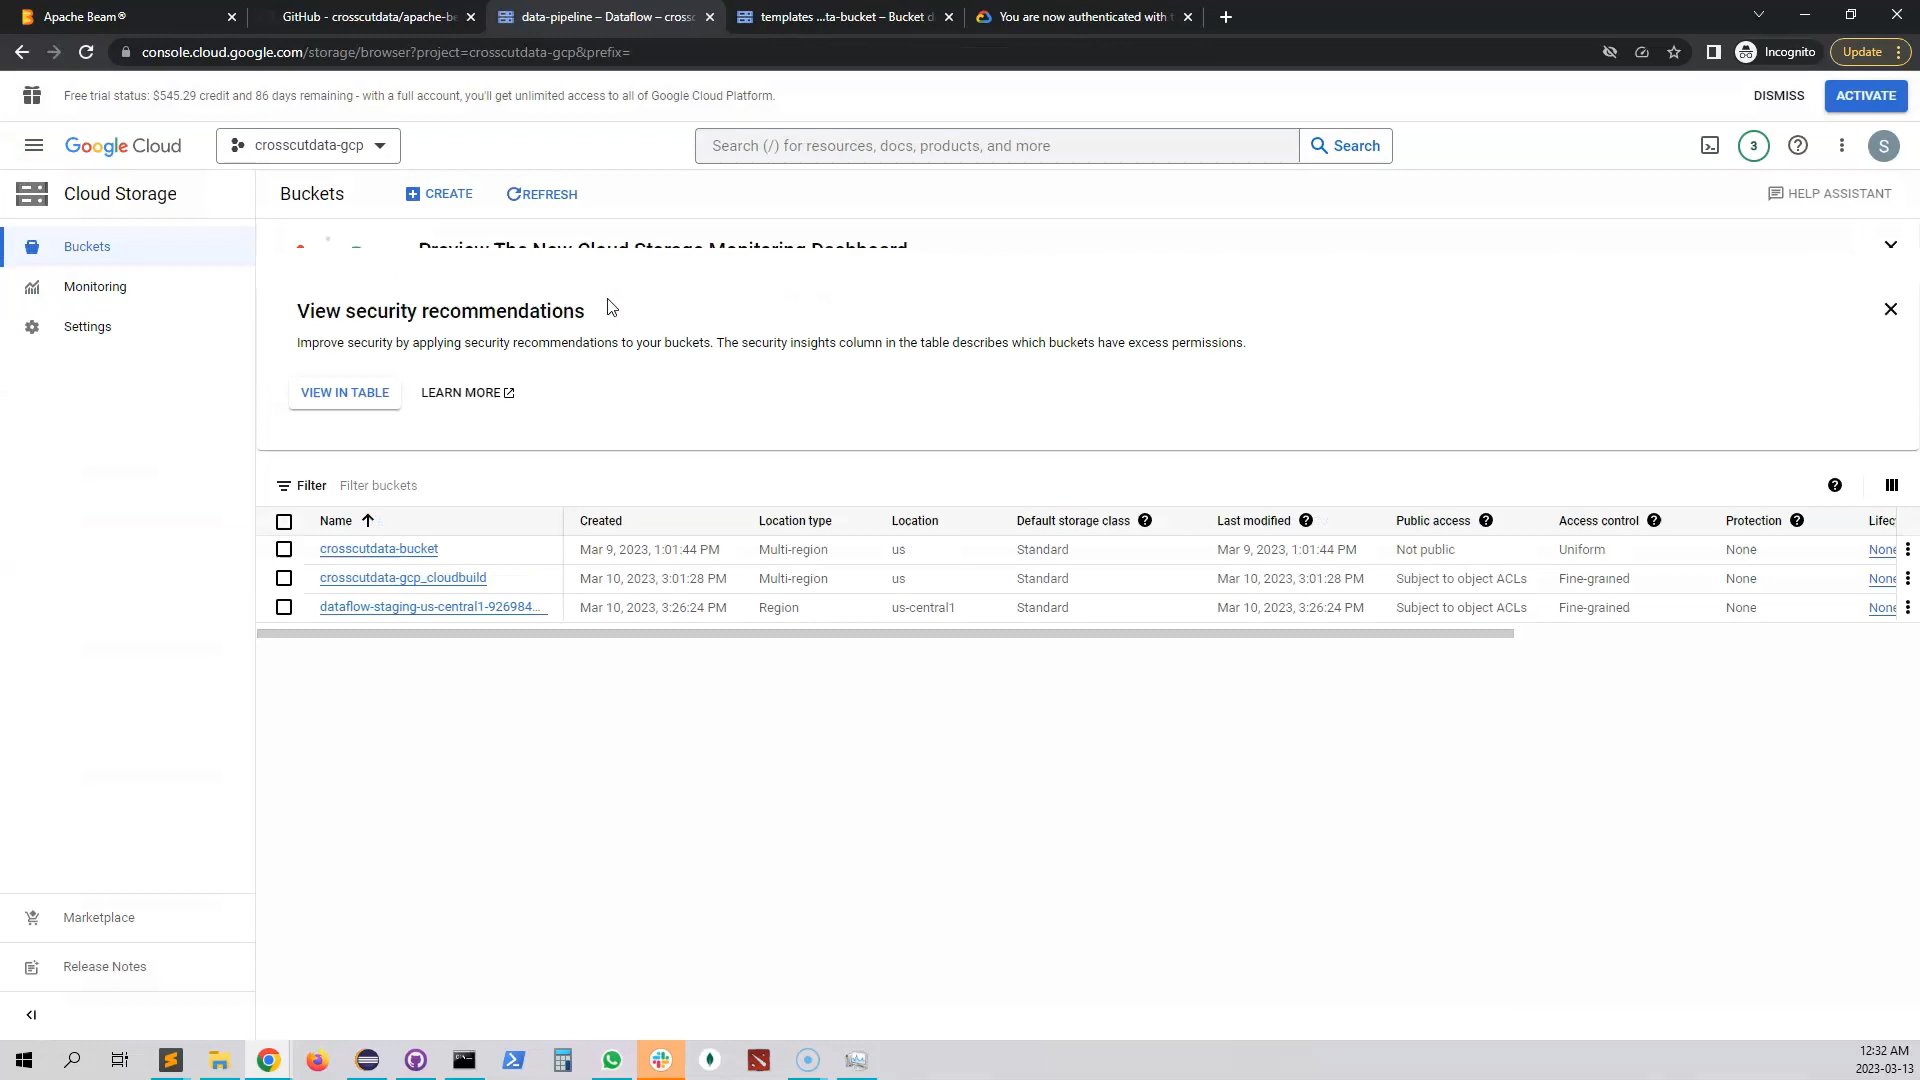 Apache Beam®
GitHub - crosscutdata/apache-be
data-pipeline – Dataflow – crossc
templates ...ta-bucket – Bucket d
You are now authenticated with t
console.cloud.google.com/storage/browser?project=crosscutdata-gcp&prefix=
Incognito
Update
Free trial status: $545.29 credit and 86 days remaining - with a full account, you'll get unlimited access to all of Google Cloud Platform.
DISMISS
ACTIVATE
Google Cloud
crosscutdata-gcp
Search (/) for resources, docs, products, and more
Search
3
S
Cloud Storage
Buckets
CREATE
REFRESH
HELP ASSISTANT
Buckets
Monitoring
Settings
Preview The New Cloud Storage Monitoring Dashboard
View security recommendations
Improve security by applying security recommendations to your buckets. The security insights column in the table describes which buckets have excess permissions.
VIEW IN TABLE
LEARN MORE
Filter Filter buckets
Name Created Location type Location Default storage class Last modified Public access Access control Protection Lifec
crosscutdata-bucket Mar 9, 2023, 1:01:44 PM Multi-region us Standard Mar 9, 2023, 1:01:44 PM Not public Uniform None None
crosscutdata-gcp_cloudbuild Mar 10, 2023, 3:01:28 PM Multi-region us Standard Mar 10, 2023, 3:01:28 PM Subject to object ACLs Fine-grained None None
dataflow-staging-us-central1-926984... Mar 10, 2023, 3:26:24 PM Region us-central1 Standard Mar 10, 2023, 3:26:24 PM Subject to object ACLs Fine-grained None None
Marketplace
Release Notes
12:32 AM
2023-03-13